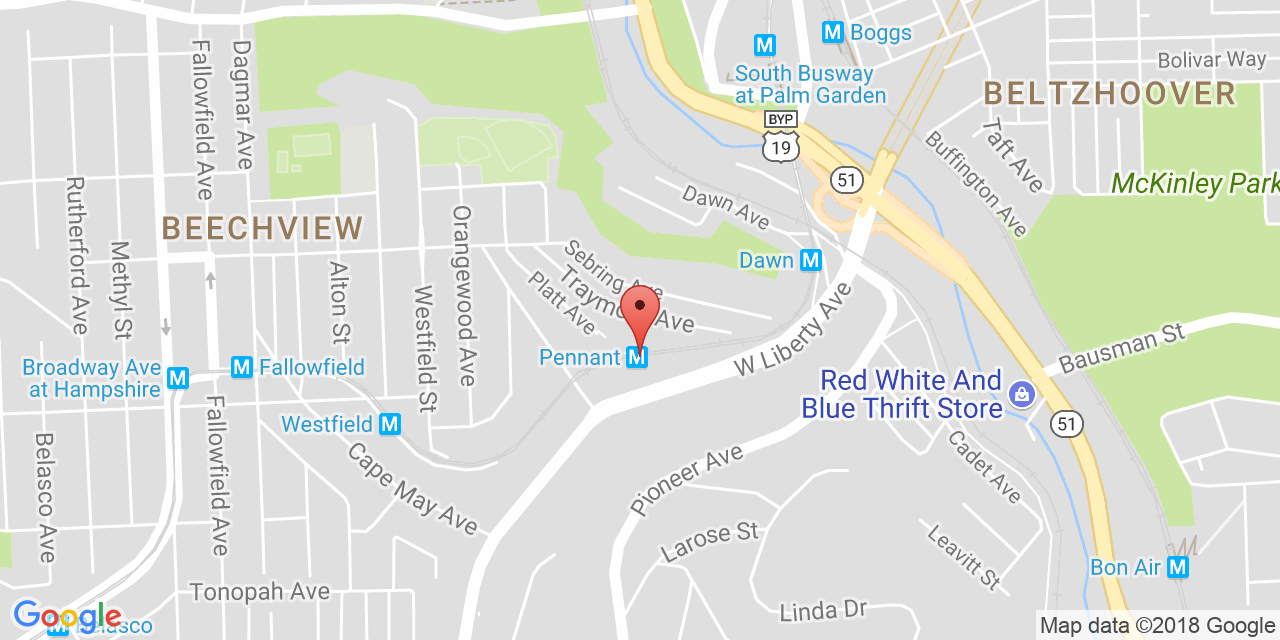 Boggs
South Busway
at Palm Garden
Bolivar Way
BELTZHOOVER
BYP
19
51
Fallowfield Ave
Dagmar Ave
Buffington Ave
Taft Ave
McKinley Park
Rutherford Ave
Methyl St
BEECHVIEW
Orangewood Ave
Dawn Ave
Dawn
Sebring Ave
Platt Ave
Ave
Alton St
Westfield St
W Liberty Ave
Pennant
Bausman St
Broadway Ave
at Hampshire
Fallowfield
Red White And
Blue Thrift Store
51
Westfield
Belasco Ave
Fallowfield Ave
Cape May Ave
Pioneer Ave
Cadet Ave
Larose St
Leavitt St
Bon Air
Tonopah Ave
Linda Dr
Google
Map data ©2018 Google